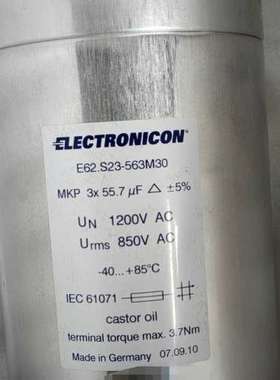 ELECTRONICON
E62.S23-563M30
MKP 3x 55.7 µF △ ±5%
UN 1200V AC
Urms 850V AC
-40...+85°C
IEC 61071
castor oil
terminal torque max. 3.7Nm
Made in Germany 07.09.10